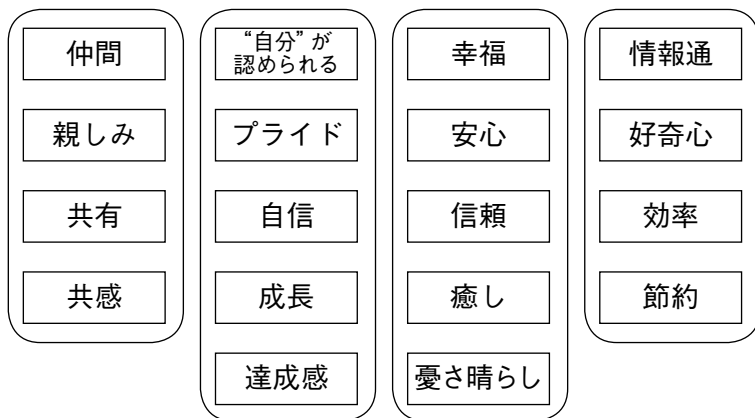 仲間
親しみ
共有
共感
“自分”が
認められる
プライド
自信
成長
達成感
幸福
安心
信頼
癒し
憂さ晴らし
情報通
好奇心
効率
節約